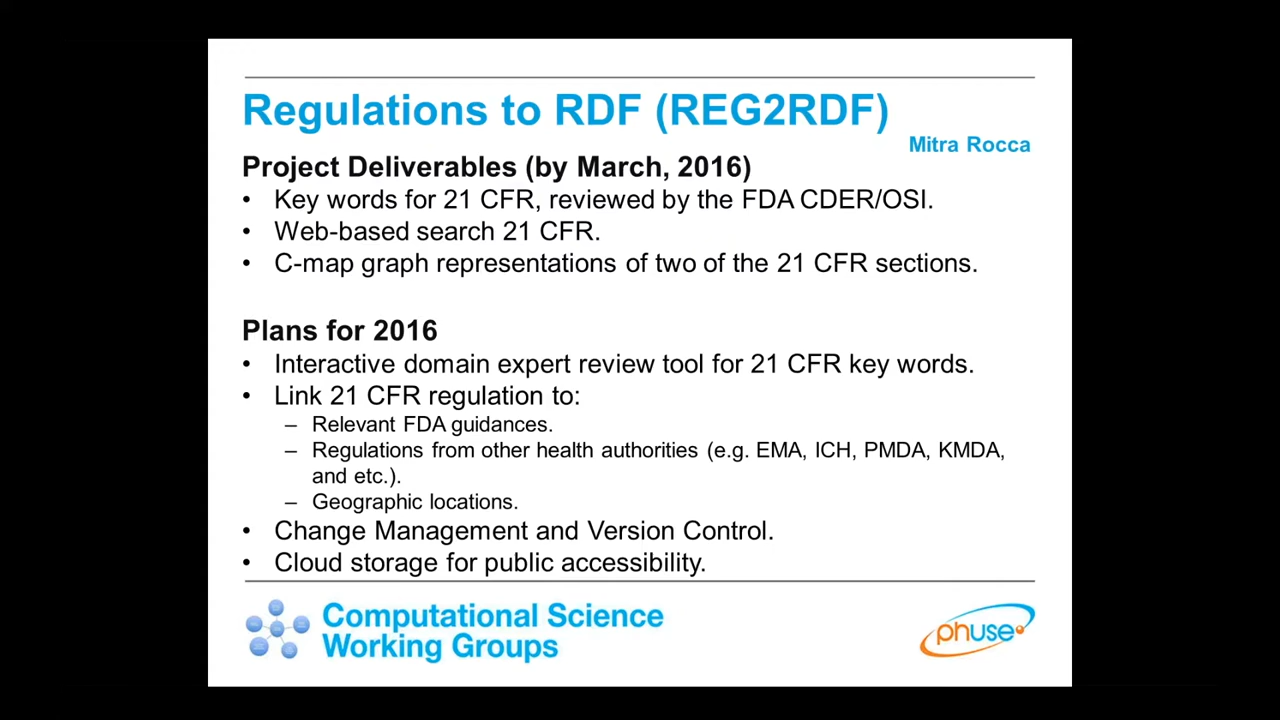 Regulations to RDF (REG2RDF)
Mitra Rocca
Project Deliverables (by March, 2016)
• Key words for 21 CFR, reviewed by the FDA CDER/OSI.
• Web-based search 21 CFR.
• C-map graph representations of two of the 21 CFR sections.
Plans for 2016
• Interactive domain expert review tool for 21 CFR key words.
• Link 21 CFR regulation to:
– Relevant FDA guidances.
– Regulations from other health authorities (e.g. EMA, ICH, PMDA, KMDA,
and etc.).
– Geographic locations.
• Change Management and Version Control.
• Cloud storage for public accessibility.
Computational Science
Working Groups
phuse